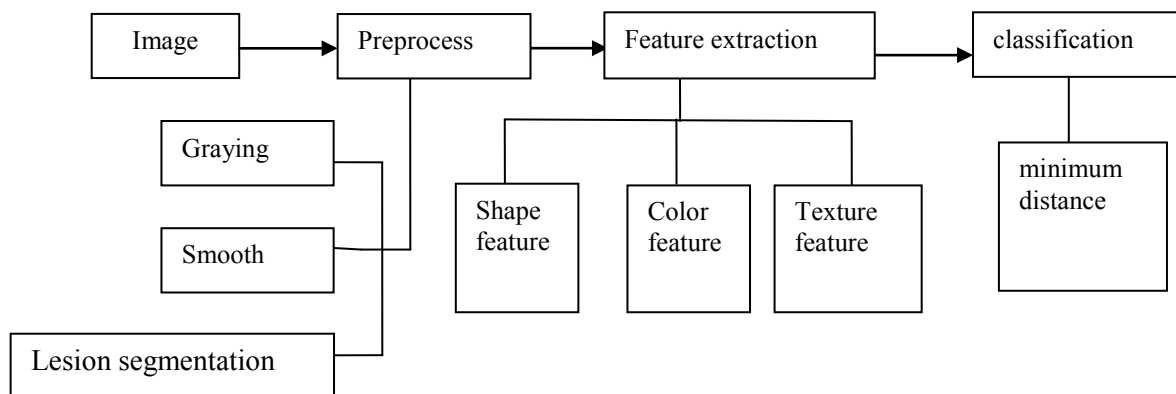 Image
Preprocess
Feature extraction
classification
Graying
Smooth
Lesion segmentation
Shape
feature
Color
feature
Texture
feature
minimum
distance